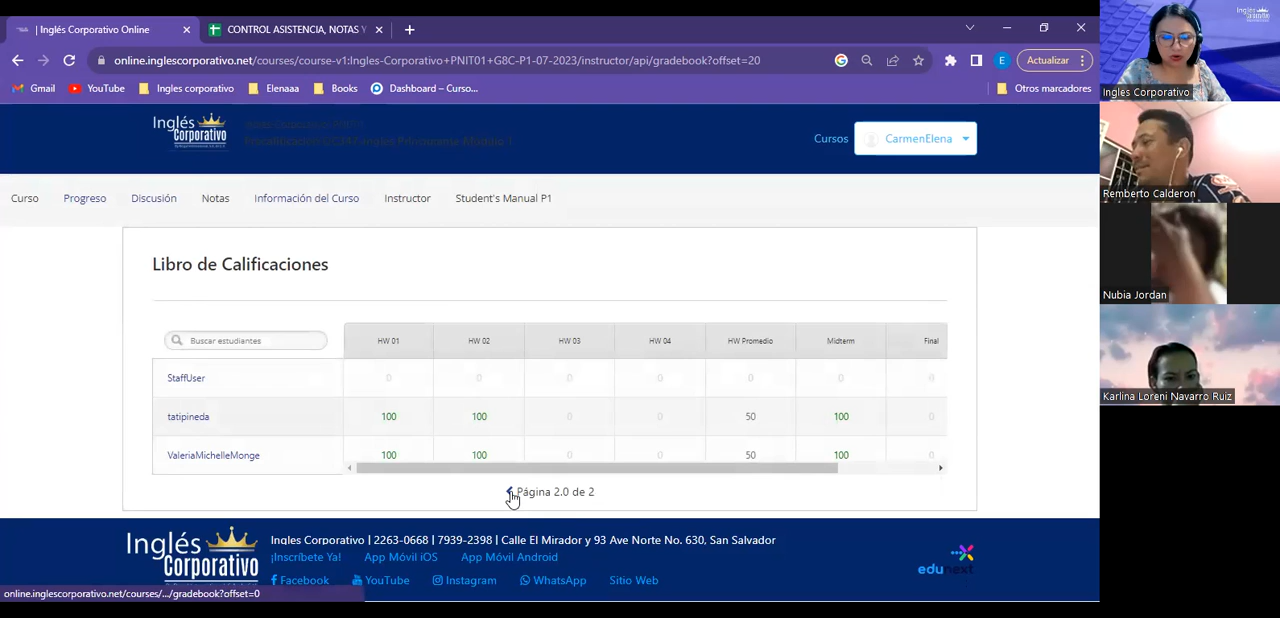 Inglés Corporativo Online
CONTROL ASISTENCIA, NOTAS Y
online.inglescorporativo.net/courses/course-v1:Ingles-Corporativo+PNIT01+G8C-P1-07-2023/instructor/api/gradebook?offset=20
E
Actualizar
Gmail
YouTube
Ingles corporativo
Elenaaa
Books
Dashboard – Curso...
Otros marcadores
Inglés
Corporativo
Cursos
CarmenElena
Curso
Progreso
Discusión
Notas
Información del Curso
Instructor
Student's Manual P1
Libro de Calificaciones
Buscar estudiantes
HW 01 HW 02 HW 03 HW 04 HW Promedio Midterm Final
StaffUser 0 0 0 0 0 0 0
tatipineda 100 100 0 0 50 100 0
ValeriaMichelleMonge 100 100 0 0 50 100 0
Página 2.0 de 2
Inglés
Corporativo
Ingles Corporativo | 2263-0668 | 7939-2398 | Calle El Mirador y 93 Ave Norte No. 630, San Salvador
¡Inscríbete Ya! App Móvil iOS App Móvil Android
Facebook YouTube Instagram WhatsApp Sitio Web
edunext
online.inglescorporativo.net/courses/.../gradebook?offset=0
Inglés
Corporativo
Ingles Corporativo
Remberto Calderon
Nubia Jordan
Karlina Loreni Navarro Ruiz